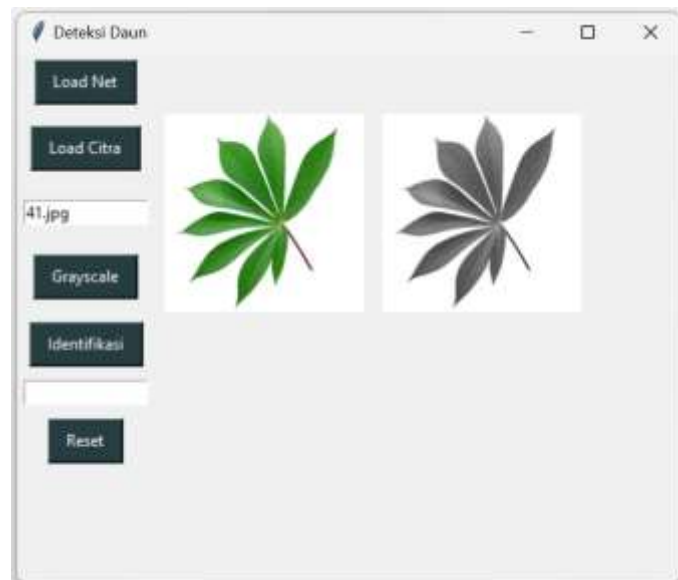 Deteksi Daun
Load Net
Load Citra
41.jpg
Grayscale
Identifikasi
Reset